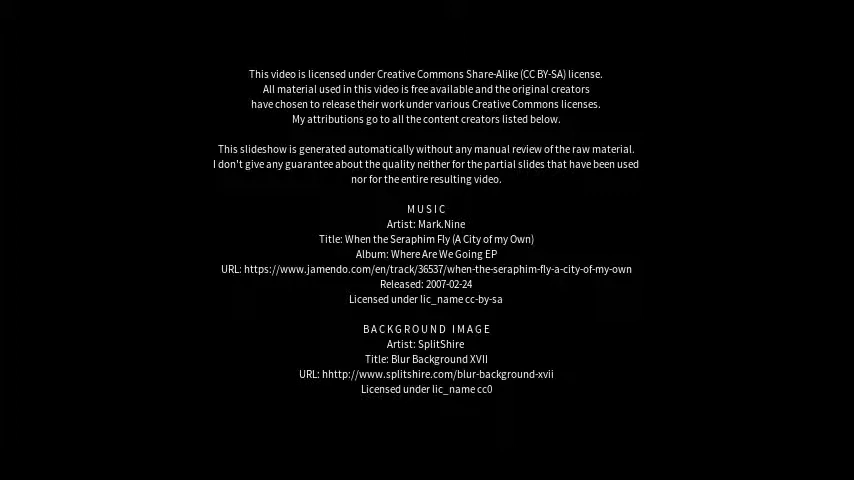 This video is licensed under Creative Commons Share-Alike (CC BY-SA) license.
All material used in this video is free available and the original creators
have chosen to release their work under various Creative Commons licenses.
My attributions go to all the content creators listed below.
This slideshow is generated automatically without any manual review of the raw material.
I don't give any guarantee about the quality neither for the partial slides that have been used
nor for the entire resulting video.
M U S I C
Artist: Mark.Nine
Title: When the Seraphim Fly (A City of my Own)
Album: Where Are We Going EP
URL: https://www.jamendo.com/en/track/36537/when-the-seraphim-fly-a-city-of-my-own
Released: 2007-02-24
Licensed under lic_name cc-by-sa
B A C K G R O U N D   I M A G E
Artist: SplitShire
Title: Blur Background XVII
URL: hhttp://www.splitshire.com/blur-background-xvii
Licensed under lic_name cc0